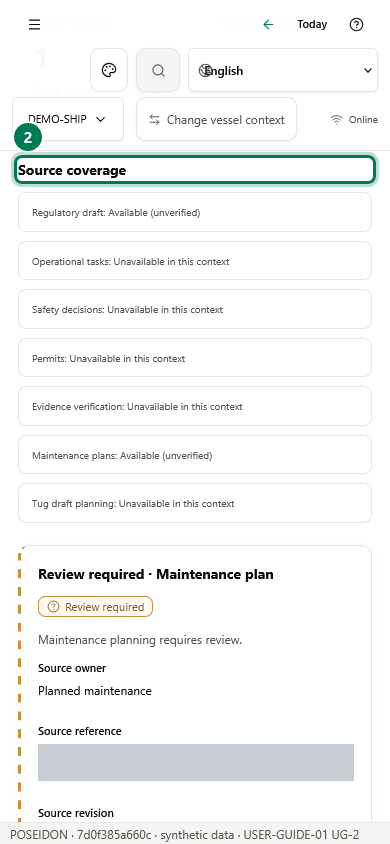 Today
1
English
DEMO-SHIP
Change vessel context
Online
2
Source coverage
Regulatory draft: Available (unverified)
Operational tasks: Unavailable in this context
Safety decisions: Unavailable in this context
Permits: Unavailable in this context
Evidence verification: Unavailable in this context
Maintenance plans: Available (unverified)
Tug draft planning: Unavailable in this context
Review required · Maintenance plan
Review required
Maintenance planning requires review.
Source owner
Planned maintenance
Source reference
Source revision
POSEIDON · 7d0f385a660c · synthetic data · USER-GUIDE-01 UG-2